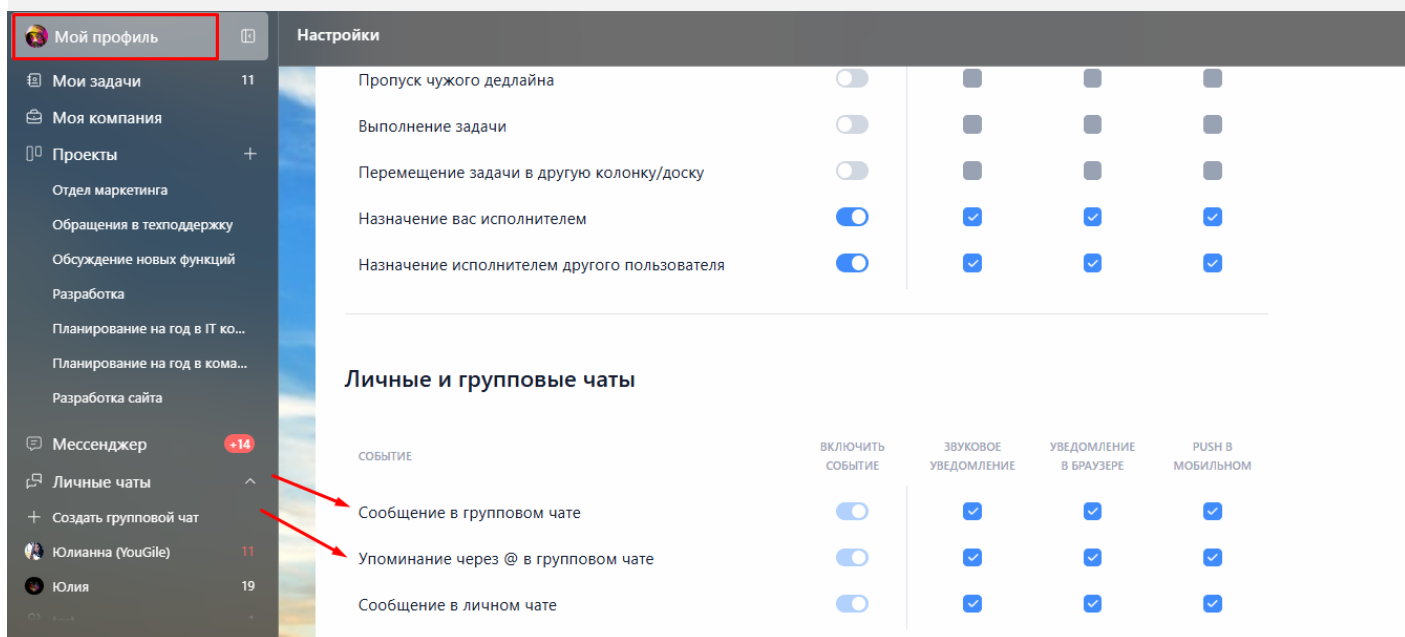 Мой профиль
Настройки
Мои задачи 11
Моя компания
Проекты
Отдел маркетинга
Обращения в техподдержку
Обсуждение новых функций
Разработка
Планирование на год в IT ко...
Планирование на год в кома...
Разработка сайта
Мессенджер +14
Личные чаты
Создать групповой чат
Юлианна (YouGile) 11
Юлия 19
Пропуск чужого дедлайна
Выполнение задачи
Перемещение задачи в другую колонку/доску
Назначение вас исполнителем
Назначение исполнителем другого пользователя
Личные и групповые чаты
СОБЫТИЕ
ВКЛЮЧИТЬ
СОБЫТИЕ
ЗВУКОВОЕ
УВЕДОМЛЕНИЕ
УВЕДОМЛЕНИЕ
В БРАУЗЕРЕ
PUSH В
МОБИЛЬНОМ
Сообщение в групповом чате
Упоминание через @ в групповом чате
Сообщение в личном чате